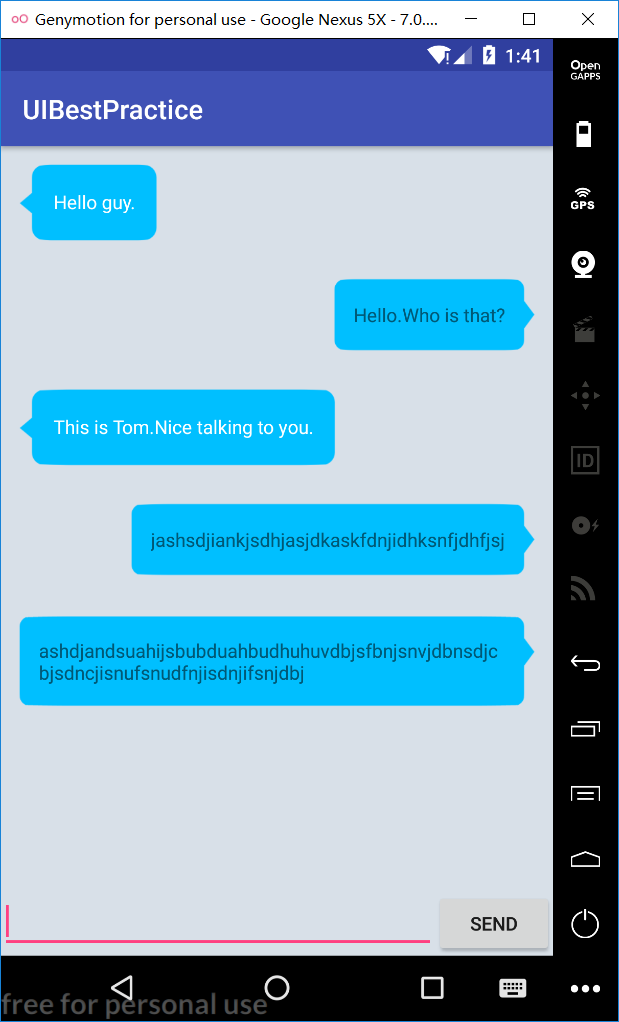 Genymotion for personal use - Google Nexus 5X - 7.0....
1:41
Open
GAPPS
UIBestPractice
GPS
Hello guy.
Hello.Who is that?
This is Tom.Nice talking to you.
ID
jashsdjiankjsdhjasjdkaskfdnjidhksnfjdhfjsj
ashdjandsuahijsbubduahbudhuhuvdbjsfbnjsnvjdbnsdjc
bjsdncjisnufsnudfnjisdnjifsnjdbj
SEND
free for personal use